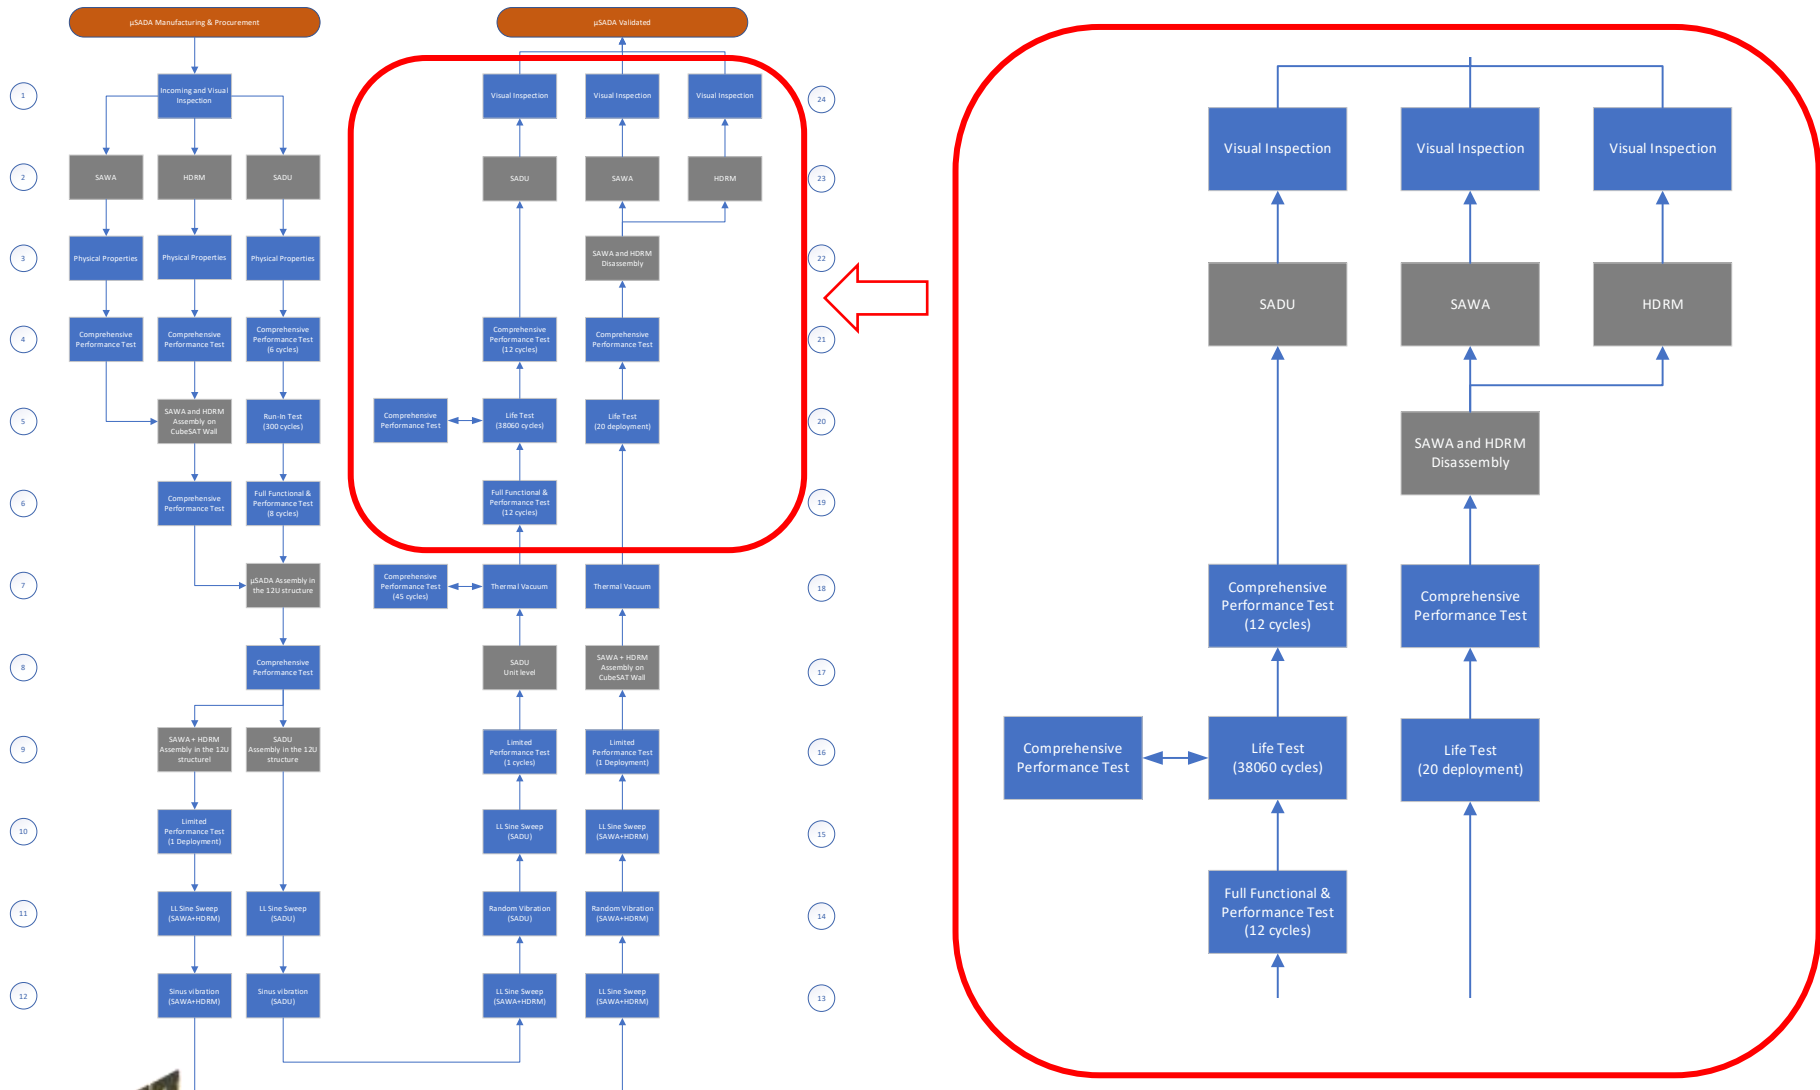 µSADA Manufacturing & Procurement
µSADA Validated
1
Incoming and Visual
Inspection
Visual Inspection
Visual Inspection
Visual Inspection
24
2
SAWA
HDRM
SADU
SADU
SAWA
HDRM
23
3
Physical Properties
Physical Properties
Physical Properties
SAWA and HDRM
Disassembly
22
4
Comprehensive
Performance Test
Comprehensive
Performance Test
Comprehensive
Performance Test
(6 cycles)
Comprehensive
Performance Test
(12 cycles)
Comprehensive
Performance Test
21
5
SAWA and HDRM
Assembly on
CubeSAT Wall
Run-In Test
(300 cycles)
Comprehensive
Performance Test
Life Test
(38060 cycles)
Life Test
(20 deployment)
20
6
Comprehensive
Performance Test
Full Functional &
Performance Test
(8 cycles)
Full Functional &
Performance Test
(12 cycles)
19
7
µSADA Assembly in
the 12U structure
Comprehensive
Performance Test
(45 cycles)
Thermal Vacuum
Thermal Vacuum
18
8
Comprehensive
Performance Test
SADU
Unit level
SAWA + HDRM
Assembly on
CubeSAT Wall
17
9
SAWA + HDRM
Assembly in the 12U
structurel
SADU
Assembly in the 12U
structure
Limited
Performance Test
(1 cycles)
Limited
Performance Test
(1 Deployment)
16
10
Limited
Performance Test
(1 Deployment)
LL Sine Sweep
(SADU)
LL Sine Sweep
(SAWA+HDRM)
15
11
LL Sine Sweep
(SAWA+HDRM)
LL Sine Sweep
(SADU)
Random Vibration
(SADU)
Random Vibration
(SAWA+HDRM)
14
12
Sinus vibration
(SAWA+HDRM)
Sinus vibration
(SADU)
LL Sine Sweep
(SAWA+HDRM)
LL Sine Sweep
(SAWA+HDRM)
13
Visual Inspection
Visual Inspection
Visual Inspection
SADU
SAWA
HDRM
SAWA and HDRM
Disassembly
Comprehensive
Performance Test
(12 cycles)
Comprehensive
Performance Test
Comprehensive
Performance Test
Life Test
(38060 cycles)
Life Test
(20 deployment)
Full Functional &
Performance Test
(12 cycles)